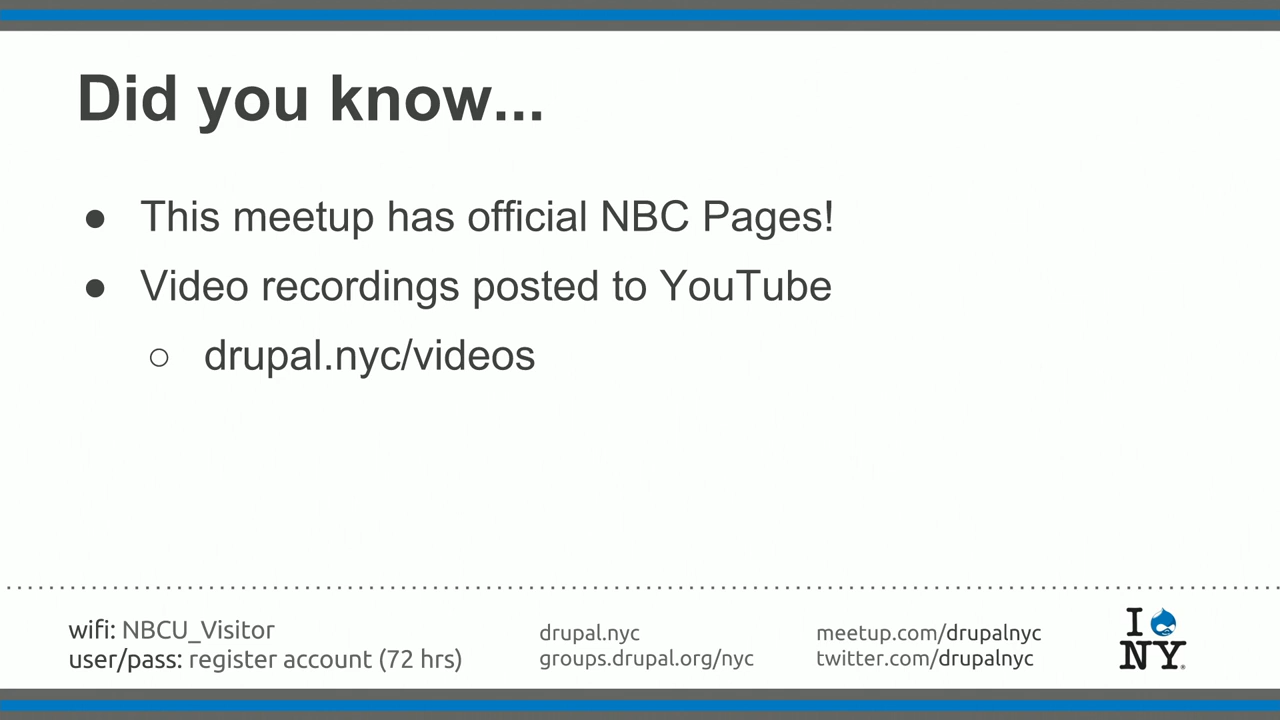 Did you know...
● This meetup has official NBC Pages!
● Video recordings posted to YouTube
○ drupal.nyc/videos
wifi: NBCU_Visitor
user/pass: register account (72 hrs)
drupal.nyc
groups.drupal.org/nyc
meetup.com/drupalnyc
twitter.com/drupalnyc
I
NY®